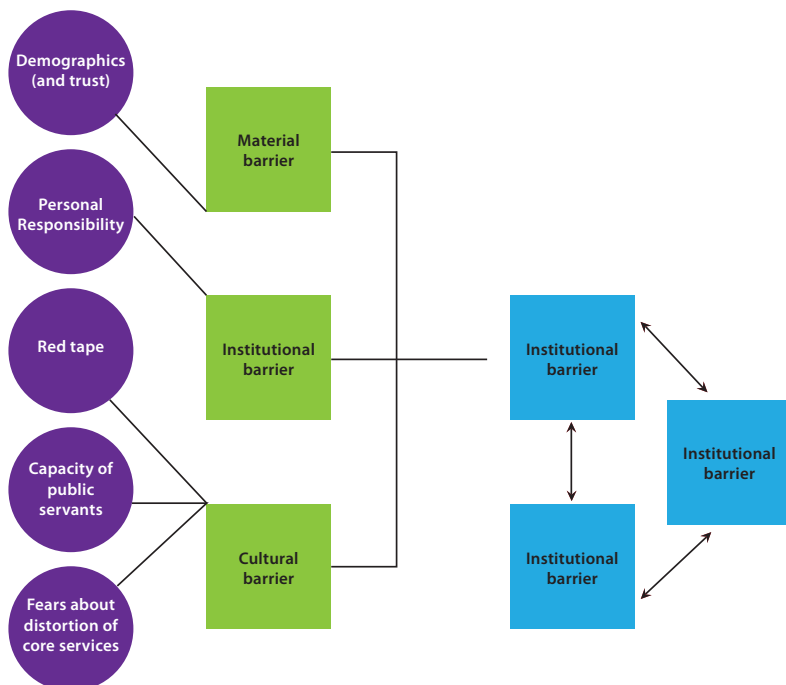 Demographics
(and trust)
Personal
Responsibility
Red tape
Capacity of
public
servants
Fears about
distortion of
core services
Material
barrier
Institutional
barrier
Cultural
barrier
Institutional
barrier
Institutional
barrier
Institutional
barrier